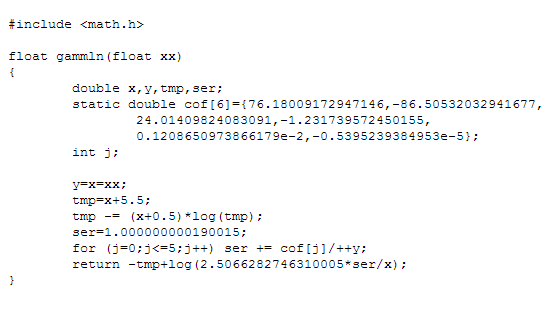 #include <math.h>

float gammln(float xx)
{
        double x,y,tmp,ser;
        static double cof[6]={76.18009172947146,-86.50532032941677,
                24.01409824083091,-1.231739572450155,
                0.1208650973866179e-2,-0.5395239384953e-5};
        int j;

        y=x=xx;
        tmp=x+5.5;
        tmp -= (x+0.5)*log(tmp);
        ser=1.000000000190015;
        for (j=0;j<=5;j++) ser += cof[j]/++y;
        return -tmp+log(2.5066282746310005*ser/x);
}